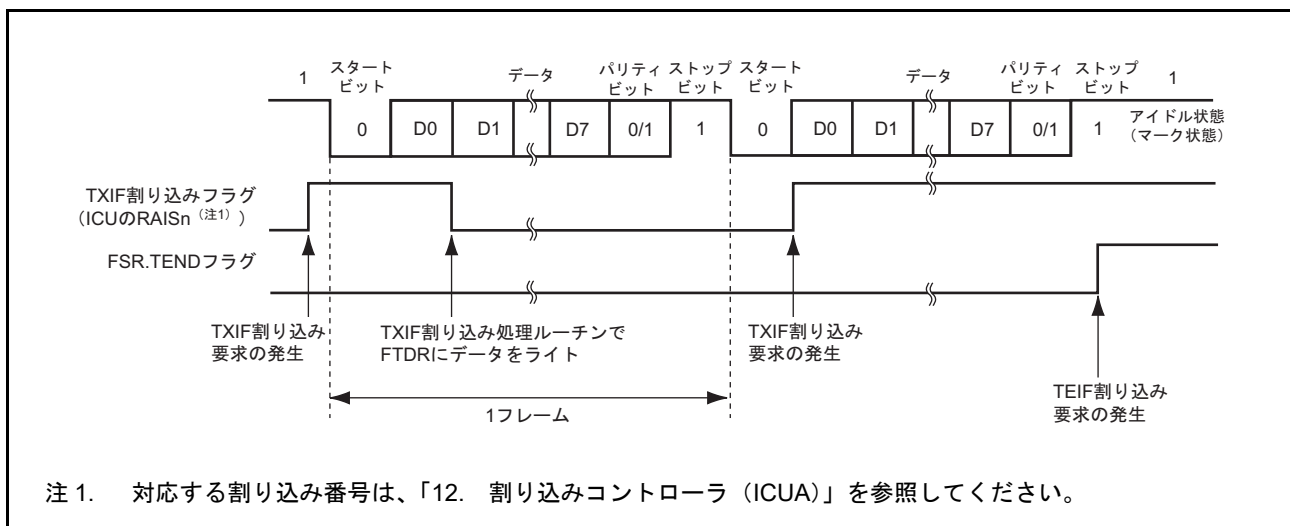 1
スタート
ビット
データ
パリティ
ビット
ストップ
ビット
スタート
ビット
データ
パリティ
ビット
ストップ
ビット
1
0 D0 D1 D7 0/1 1 0 D0 D1 D7 0/1 1
アイドル状態
(マーク状態)
TXIF割り込みフラグ
(ICUのRAISn(注1))
FSR.TENDフラグ
TXIF割り込み
要求の発生
TXIF割り込み処理ルーチンで
FTDRにデータをライト
TXIF割り込み
要求の発生
TEIF割り込み
要求の発生
1フレーム
注 1. 対応する割り込み番号は、「12. 割り込みコントローラ(ICUA)」を参照してください。